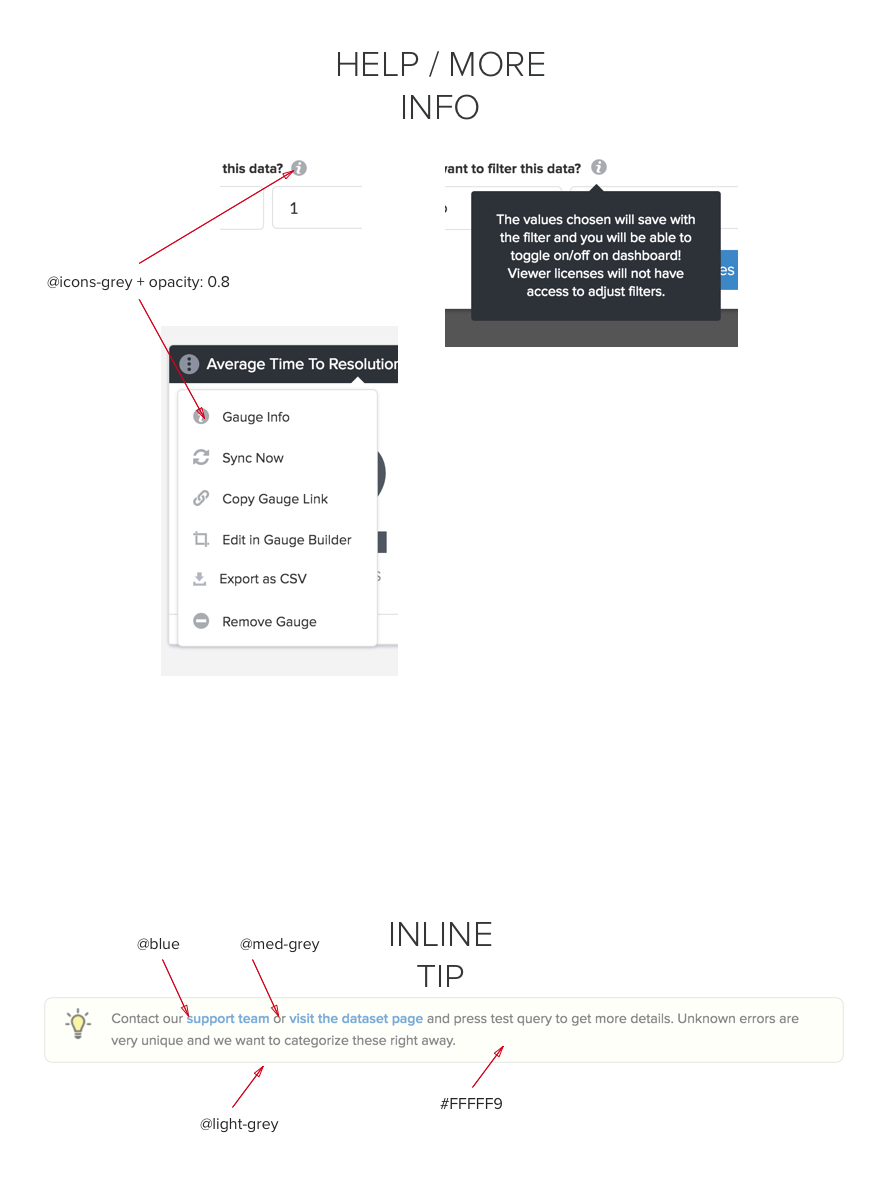 HELP / MORE
INFO
this data?
1
vant to filter this data?
The values chosen will save with
the filter and you will be able to
toggle on/off on dashboard!
Viewer licenses will not have
access to adjust filters.
es
@icons-grey + opacity: 0.8
Average Time To Resolution
Gauge Info
Sync Now
Copy Gauge Link
Edit in Gauge Builder
Export as CSV
Remove Gauge
INLINE
TIP
@blue
@med-grey
Contact our support team or visit the dataset page and press test query to get more details. Unknown errors are
very unique and we want to categorize these right away.
#FFFFF9
@light-grey